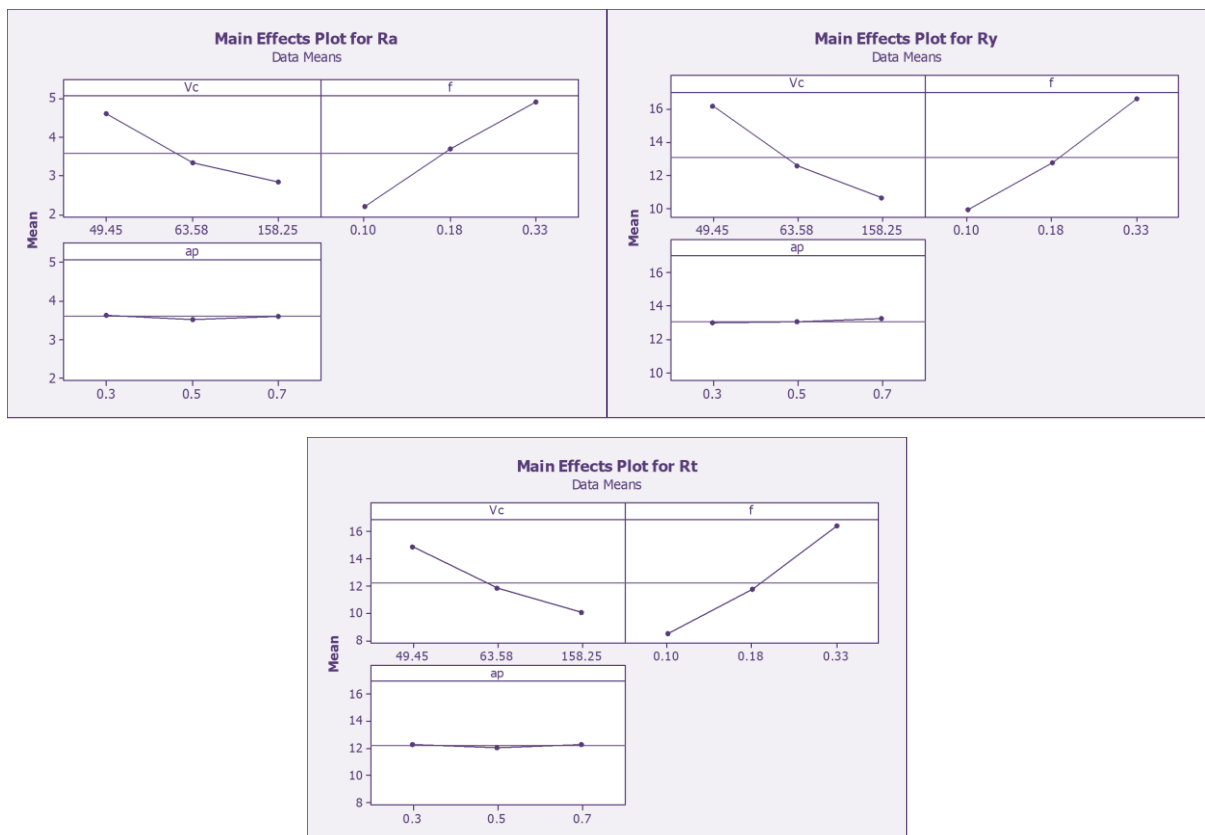 Main Effects Plot for Ra
Data Means
Vc
f
5
4
3
2
49.45 63.58 158.25
0.10 0.18 0.33
ap
5
4
3
2
0.3 0.5 0.7
Mean
Main Effects Plot for Ry
Data Means
Vc
f
16
14
12
10
49.45 63.58 158.25
0.10 0.18 0.33
ap
16
14
12
10
0.3 0.5 0.7
Mean
Main Effects Plot for Rt
Data Means
Vc
f
16
14
12
10
8
49.45 63.58 158.25
0.10 0.18 0.33
ap
16
14
12
10
8
0.3 0.5 0.7
Mean